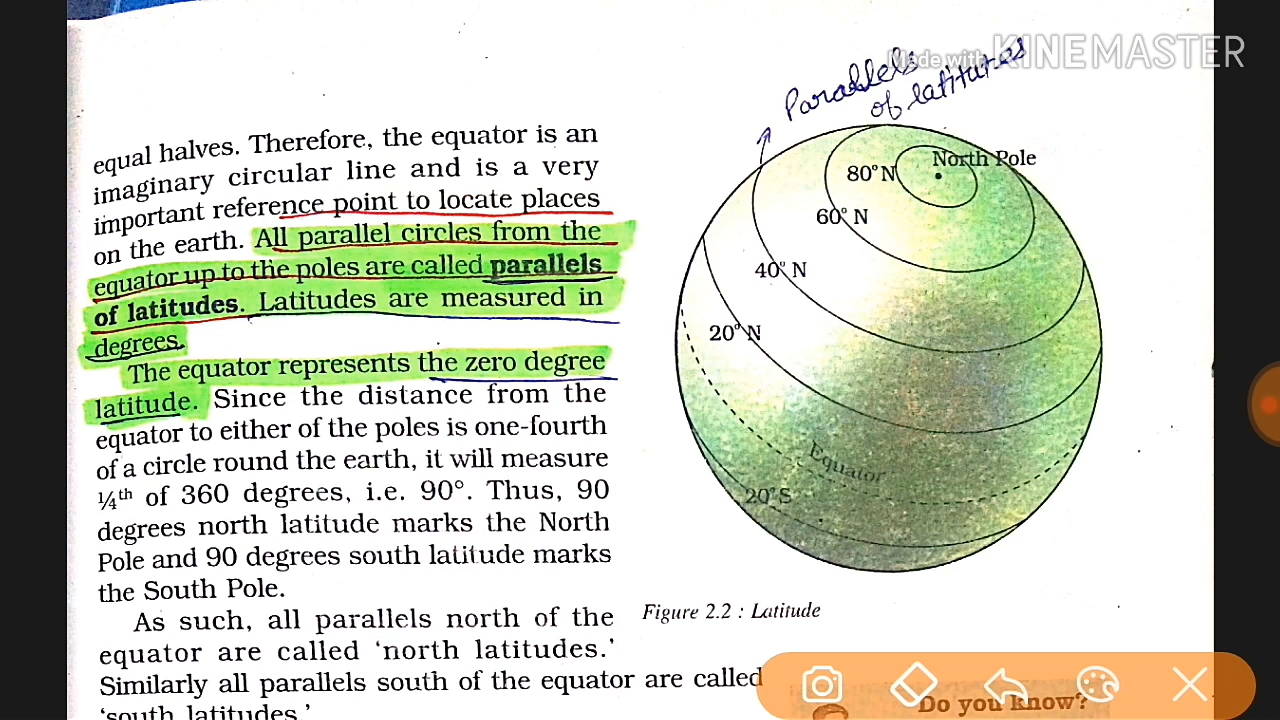 Made with KINEMASTER
Parallels
of latitutes
equal halves. Therefore, the equator is an
imaginary circular line and is a very
important reference point to locate places
on the earth. All parallel circles from the
equator up to the poles are called parallels
of latitudes. Latitudes are measured in
degrees.
The equator represents the zero degree
latitude. Since the distance from the
equator to either of the poles is one-fourth
of a circle round the earth, it will measure
¼th of 360 degrees, i.e. 90°. Thus, 90
degrees north latitude marks the North
Pole and 90 degrees south latitude marks
the South Pole.
As such, all parallels north of the
equator are called ‘north latitudes.’
Similarly all parallels south of the equator are called
‘south latitudes.’
North Pole
80° N
60° N
40° N
20° N
Equator
20° S
Figure 2.2 : Latitude
Do you know?